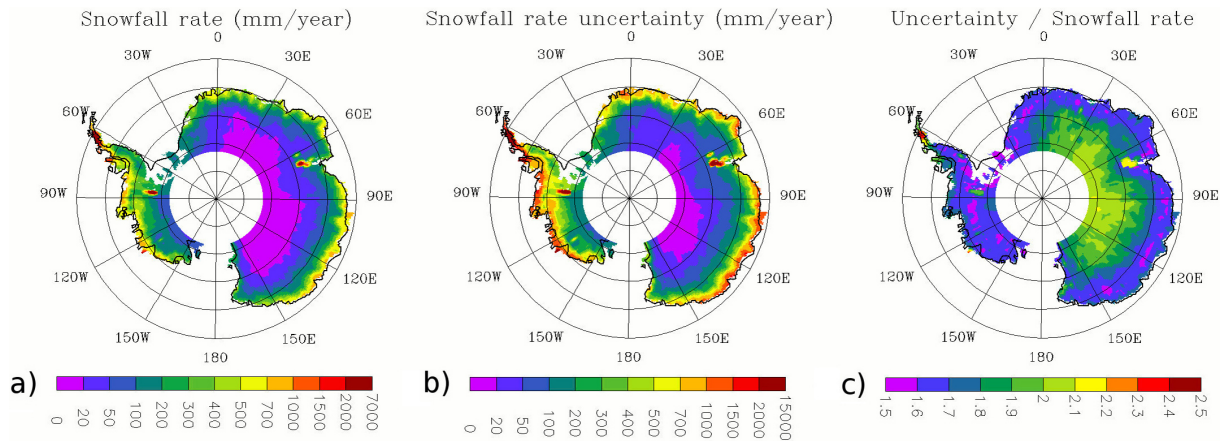 Snowfall rate (mm/year)
0
30W
30E
60W
60E
90W
90E
120W
120E
150W
150E
180
a)
0
20
50
100
200
300
400
500
700
1000
1500
2000
7000
Snowfall rate uncertainty (mm/year)
0
30W
30E
60W
60E
90W
90E
120W
120E
150W
150E
180
b)
0
20
50
100
200
300
400
500
700
1000
1500
2000
15000
Uncertainty / Snowfall rate
0
30W
30E
60W
60E
90W
90E
120W
120E
150W
150E
180
c)
1.5
1.6
1.7
1.8
1.9
2
2.1
2.2
2.3
2.4
2.5